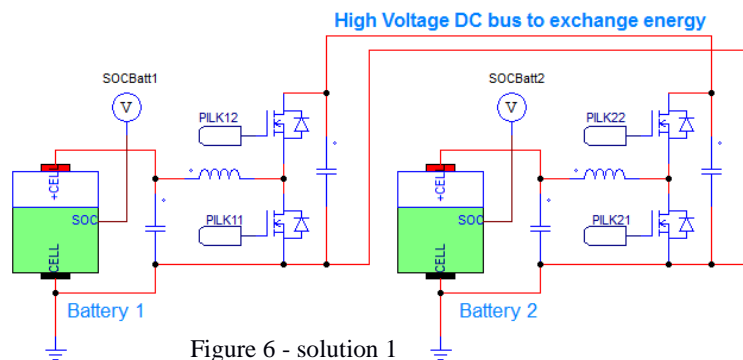 High Voltage DC bus to exchange energy
SOCBatt1
V
PILK12
+CELL
SOC
PILK11
CELL
Battery 1
SOCBatt2
V
PILK22
+CELL
SOC
PILK21
CELL
Battery 2
Figure 6 - solution 1